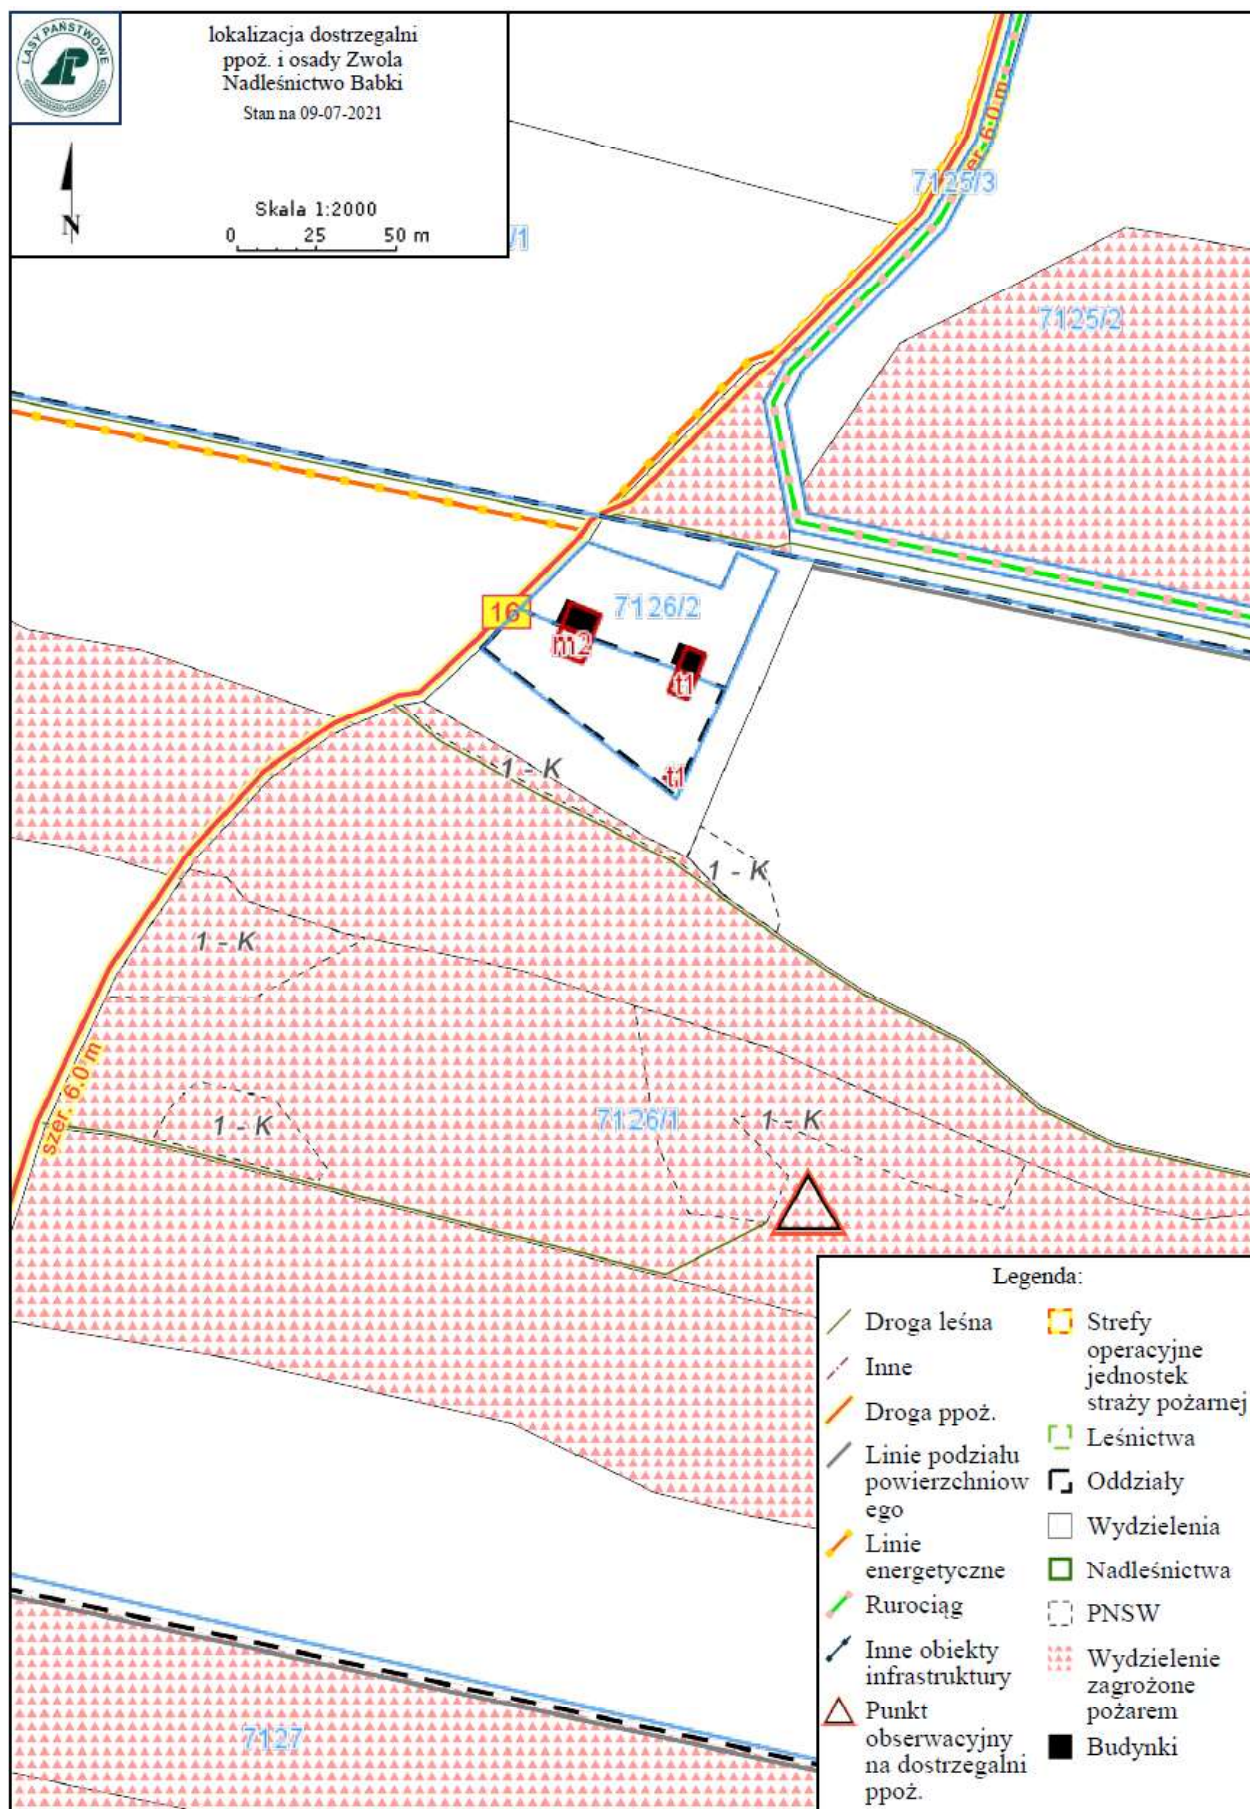 LASY PAŃSTWOWE
lokalizacja dostrzegalni
ppoż. i osady Zwola
Nadleśnictwo Babki
Stan na 09-07-2021
N
Skala 1:2000
0 25 50 m
/1
er. 6.0 m
7125/3
7125/2
16
7126/2
m2
t1
t1
1 - K
1 - K
1 - K
szer. 6.0 m
1 - K
7126/1
1 - K
7127
Legenda:
Droga leśna
Inne
Droga ppoż.
Linie podziału
powierzchniow
ego
Linie
energetyczne
Rurociąg
Inne obiekty
infrastruktury
Punkt
obserwacyjny
na dostrzegalni
ppoż.
Strefy
operacyjne
jednostek
straży pożarnej
Leśnictwa
Oddziały
Wydzielenia
Nadleśnictwa
PNSW
Wydzielenie
zagrożone
pożarem
Budynki